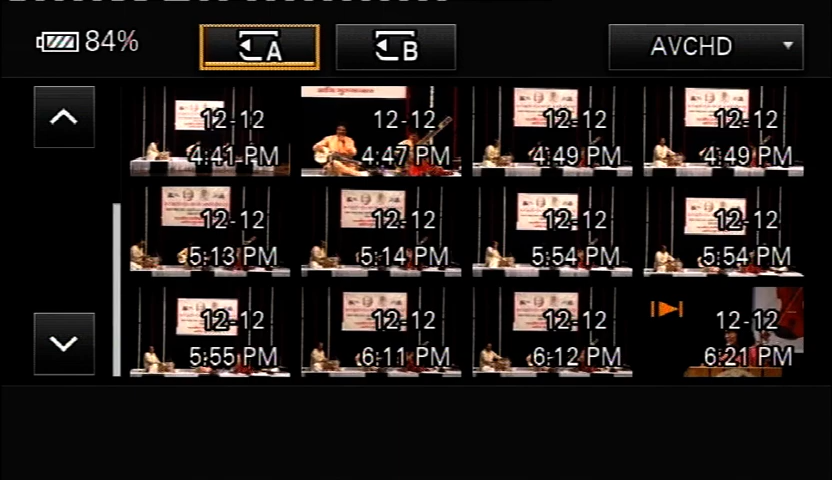 84% A B AVCHD
12-12 12-12 12-12 12-12
4:41 PM 4:47 PM 4:49 PM 4:49 PM
12-12 12-12 12-12 12-12
5:13 PM 5:14 PM 5:54 PM 5:54 PM
12-12 12-12 12-12 12-12
5:55 PM 6:11 PM 6:12 PM 6:21 PM